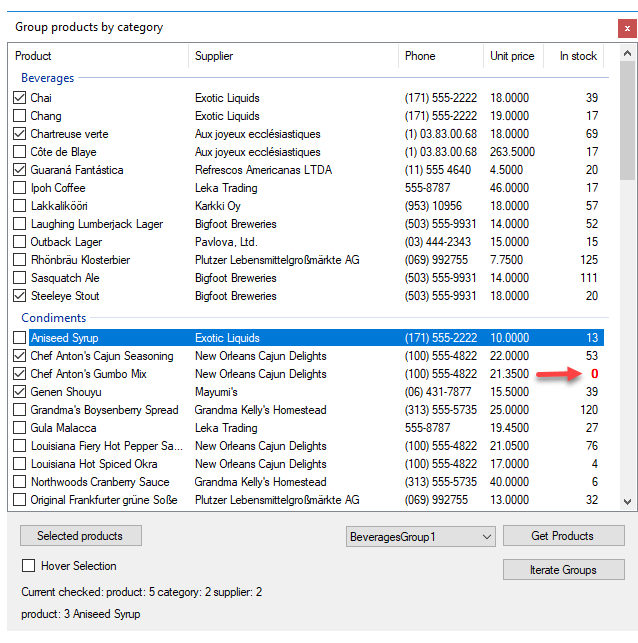 Group products by category
x
Product Supplier Phone Unit price In stock
Beverages
Chai Exotic Liquids (171) 555-2222 18.0000 39
Chang Exotic Liquids (171) 555-2222 19.0000 17
Chartreuse verte Aux joyeux ecclésiastiques (1) 03.83.00.68 18.0000 69
Côte de Blaye Aux joyeux ecclésiastiques (1) 03.83.00.68 263.5000 17
Guaraná Fantástica Refrescos Americanas LTDA (11) 555 4640 4.5000 20
Ipoh Coffee Leka Trading 555-8787 46.0000 17
Lakkalikööri Karkki Oy (953) 10956 18.0000 57
Laughing Lumberjack Lager Bigfoot Breweries (503) 555-9931 14.0000 52
Outback Lager Pavlova, Ltd. (03) 444-2343 15.0000 15
Rhönbräu Klosterbier Plutzer Lebensmittelgroßmärkte AG (069) 992755 7.7500 125
Sasquatch Ale Bigfoot Breweries (503) 555-9931 14.0000 111
Steeleye Stout Bigfoot Breweries (503) 555-9931 18.0000 20
Condiments
Aniseed Syrup Exotic Liquids (171) 555-2222 10.0000 13
Chef Anton's Cajun Seasoning New Orleans Cajun Delights (100) 555-4822 22.0000 53
Chef Anton's Gumbo Mix New Orleans Cajun Delights (100) 555-4822 21.3500 0
Genen Shouyu Mayumi's (06) 431-7877 15.5000 39
Grandma's Boysenberry Spread Grandma Kelly's Homestead (313) 555-5735 25.0000 120
Gula Malacca Leka Trading 555-8787 19.4500 27
Louisiana Fiery Hot Pepper Sa... New Orleans Cajun Delights (100) 555-4822 21.0500 76
Louisiana Hot Spiced Okra New Orleans Cajun Delights (100) 555-4822 17.0000 4
Northwoods Cranberry Sauce Grandma Kelly's Homestead (313) 555-5735 40.0000 6
Original Frankfurter grüne Soße Plutzer Lebensmittelgroßmärkte AG (069) 992755 13.0000 32
Selected products BeveragesGroup1 Get Products
Hover Selection Iterate Groups
Current checked: product: 5 category: 2 supplier: 2
product: 3 Aniseed Syrup